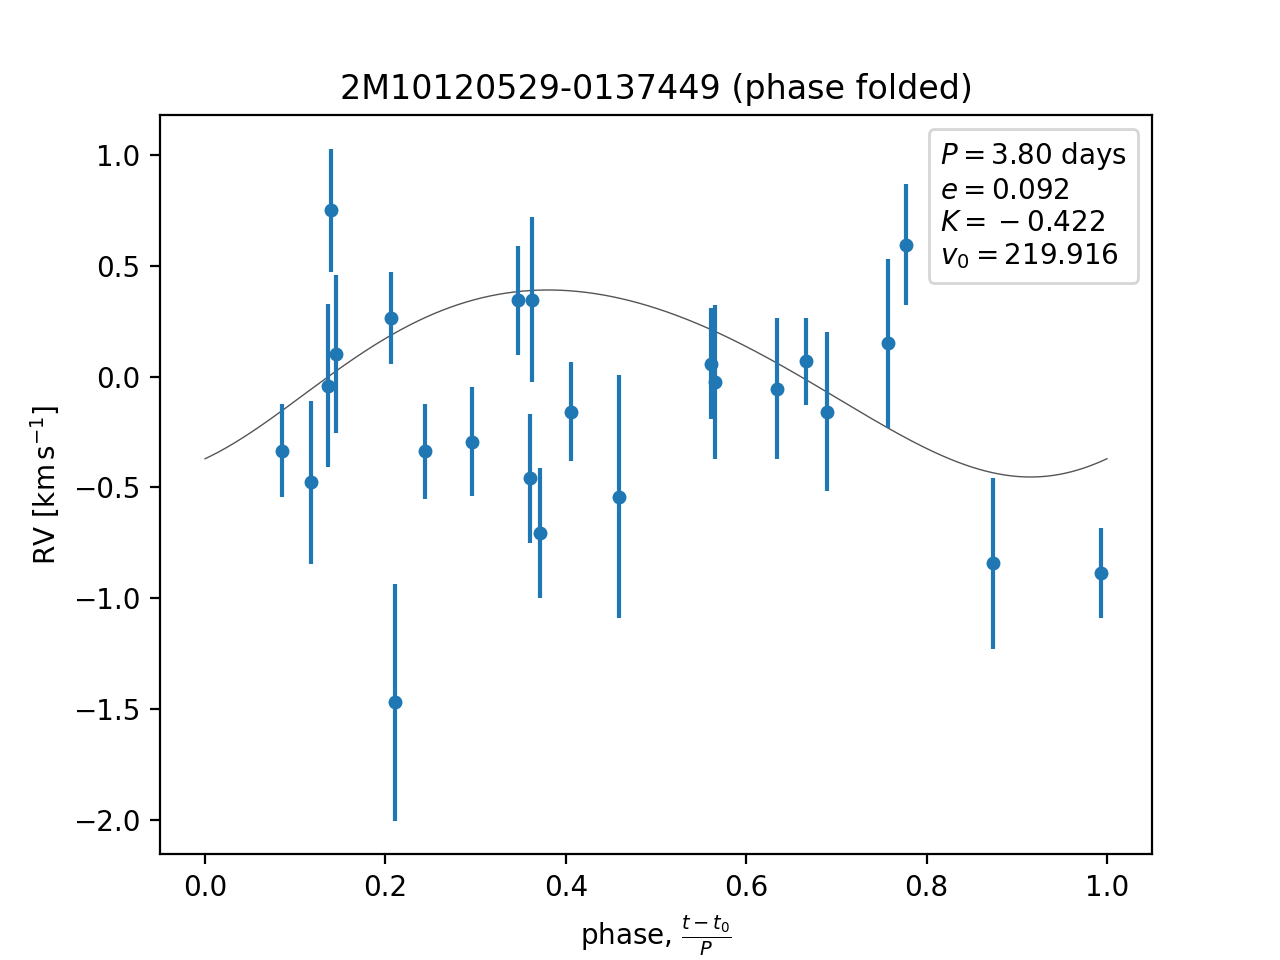 2M10120529-0137449 (phase folded)
P = 3.80 days
e = 0.092
K = −0.422
v₀ = 219.916
RV [km s⁻¹]
1.0
0.5
0.0
−0.5
−1.0
−1.5
−2.0
0.0 0.2 0.4 0.6 0.8 1.0
phase, (t − t₀)/P